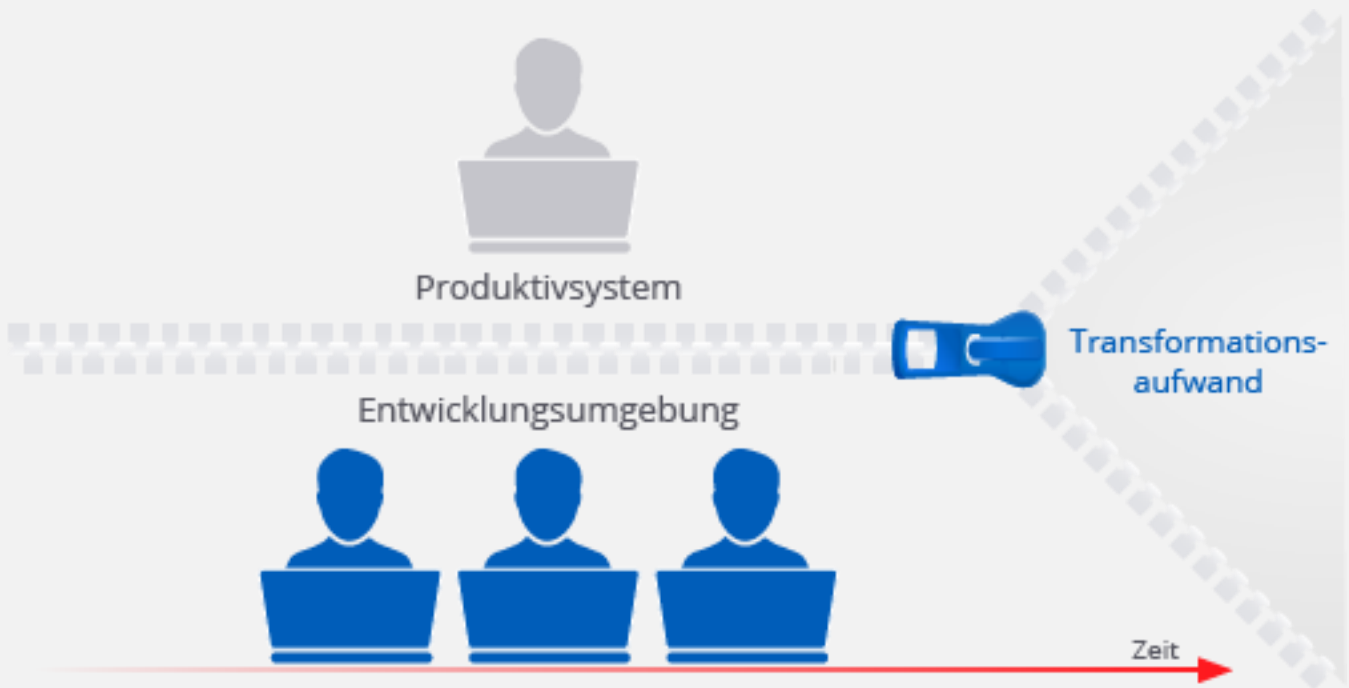 Produktivsystem
Transformations-
aufwand
Entwicklungsumgebung
Zeit